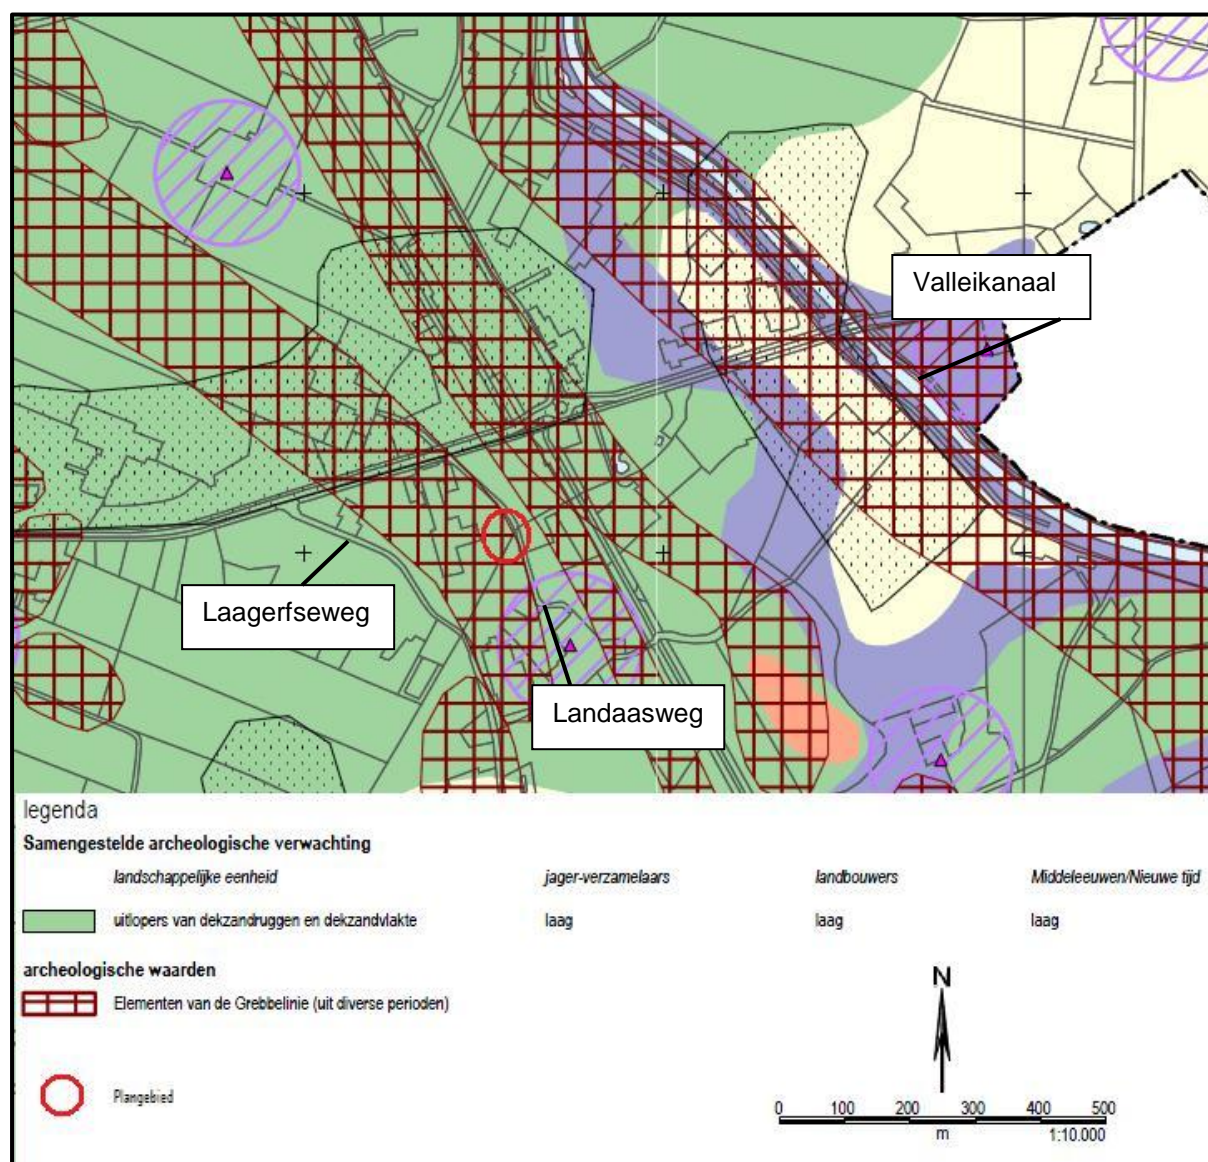 Valleikanaal
Laagerfseweg
Landaasweg
legenda
Samengestelde archeologische verwachting
landschappelijke eenheid jager-verzamelaars landbouwers Middeleeuwen/Nieuwe tijd
uitlopers van dekzandruggen en dekzandvlakte laag laag laag
archeologische waarden
Elementen van de Grebbelinie (uit diverse perioden)
N
Plangebied
0 100 200 300 400 500
m 1:10.000